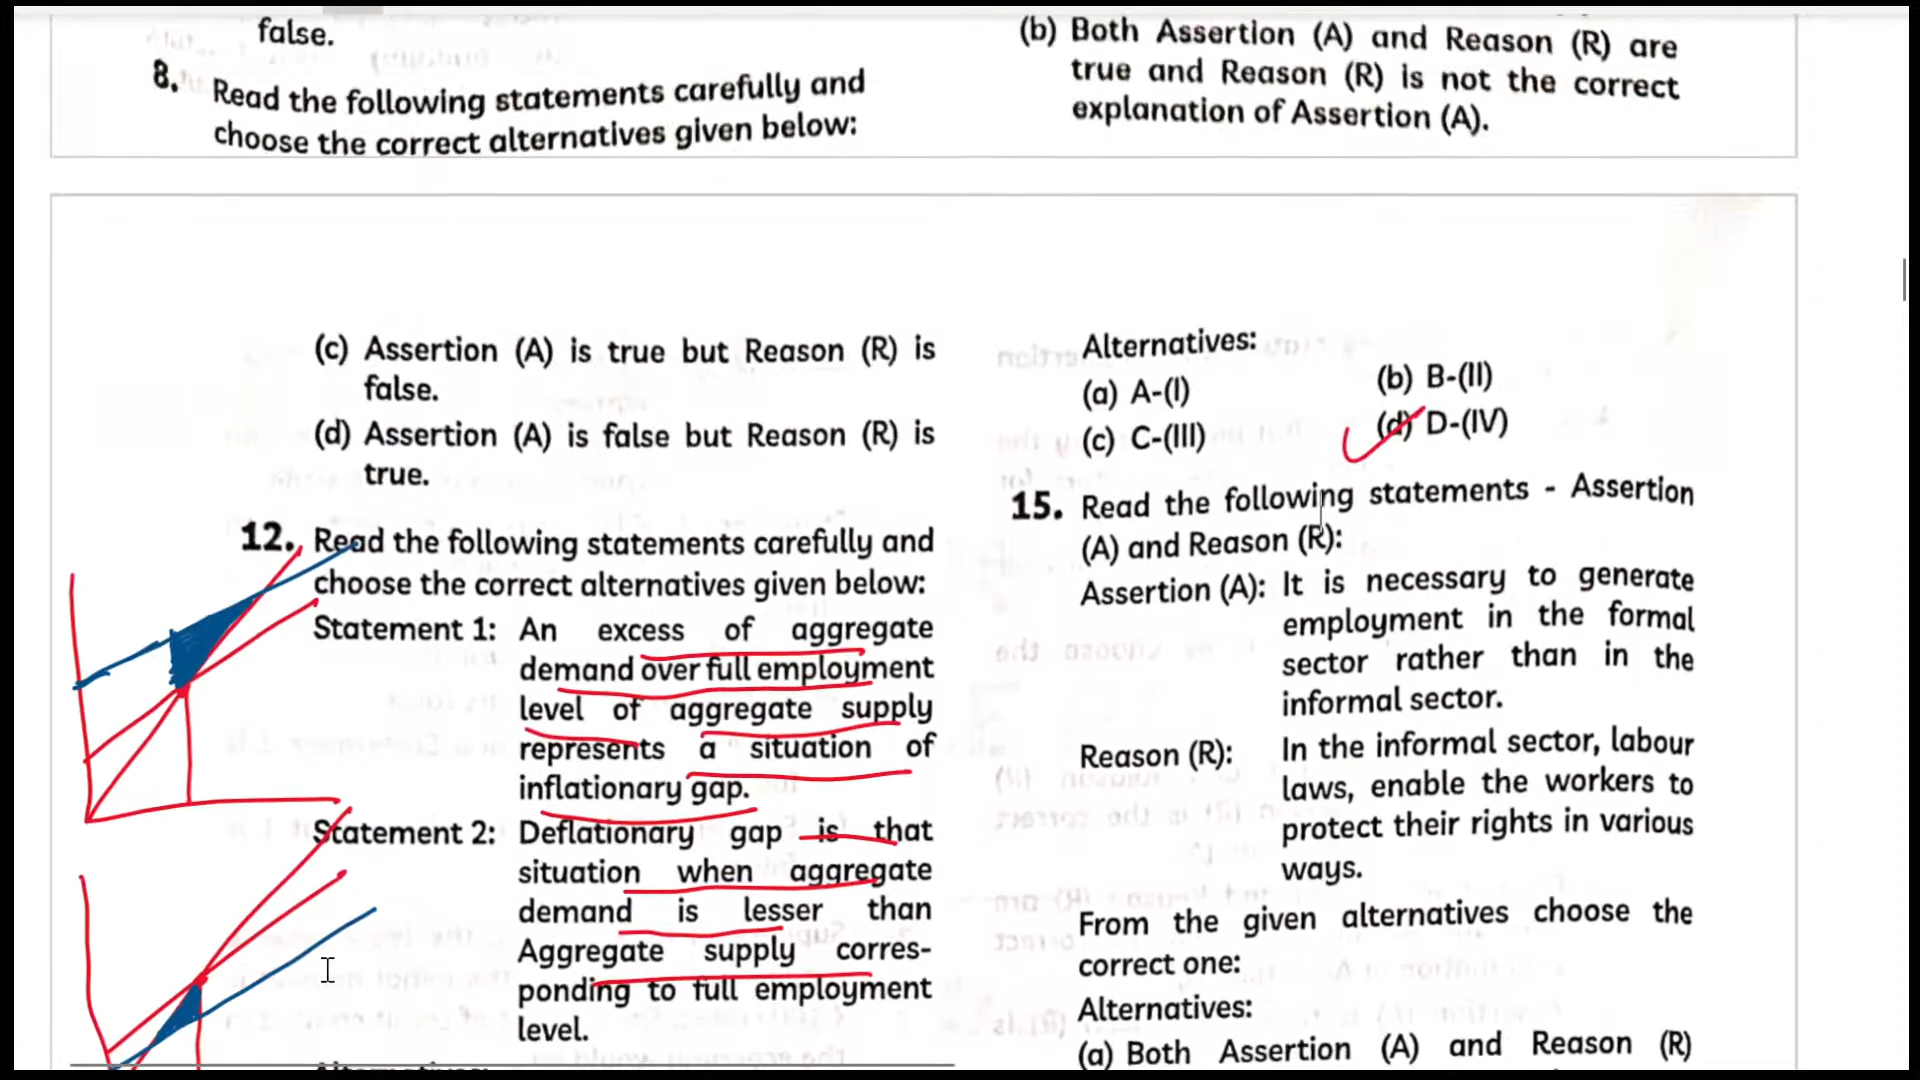 false.
8. Read the following statements carefully and
choose the correct alternatives given below:
(b) Both Assertion (A) and Reason (R) are
true and Reason (R) is not the correct
explanation of Assertion (A).
(c) Assertion (A) is true but Reason (R) is
false.
(d) Assertion (A) is false but Reason (R) is
true.
12. Read the following statements carefully and
choose the correct alternatives given below:
Statement 1: An excess of aggregate
demand over full employment
level of aggregate supply
represents a situation of
inflationary gap.
Statement 2: Deflationary gap is that
situation when aggregate
demand is lesser than
Aggregate supply corres-
ponding to full employment
level.
Alternatives:
(a) A-(I) (b) B-(II)
(c) C-(III) (d) D-(IV)
15. Read the following statements - Assertion
(A) and Reason (R):
Assertion (A): It is necessary to generate
employment in the formal
sector rather than in the
informal sector.
Reason (R): In the informal sector, labour
laws, enable the workers to
protect their rights in various
ways.
From the given alternatives choose the
correct one:
Alternatives:
(a) Both Assertion (A) and Reason (R)